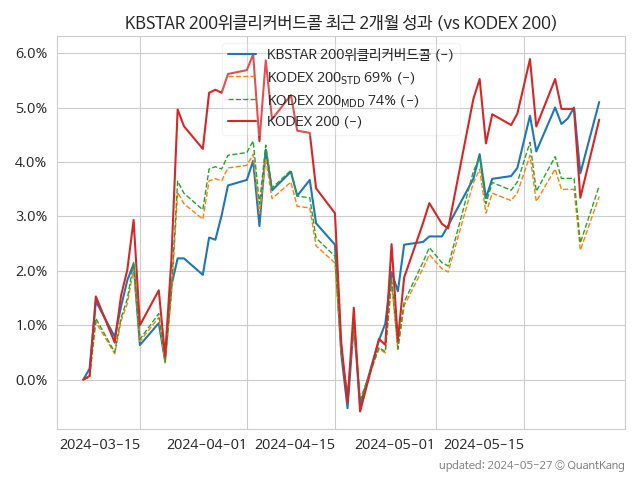 KBSTAR 200위클리커버드콜 최근 2개월 성과 (vs KODEX 200)
KBSTAR 200위클리커버드콜 (-)
KODEX 200STD 69% (-)
KODEX 200MDD 74% (-)
KODEX 200 (-)
6.0%
5.0%
4.0%
3.0%
2.0%
1.0%
0.0%
2024-03-15 2024-04-01 2024-04-15 2024-05-01 2024-05-15
updated: 2024-05-27 © QuantKang